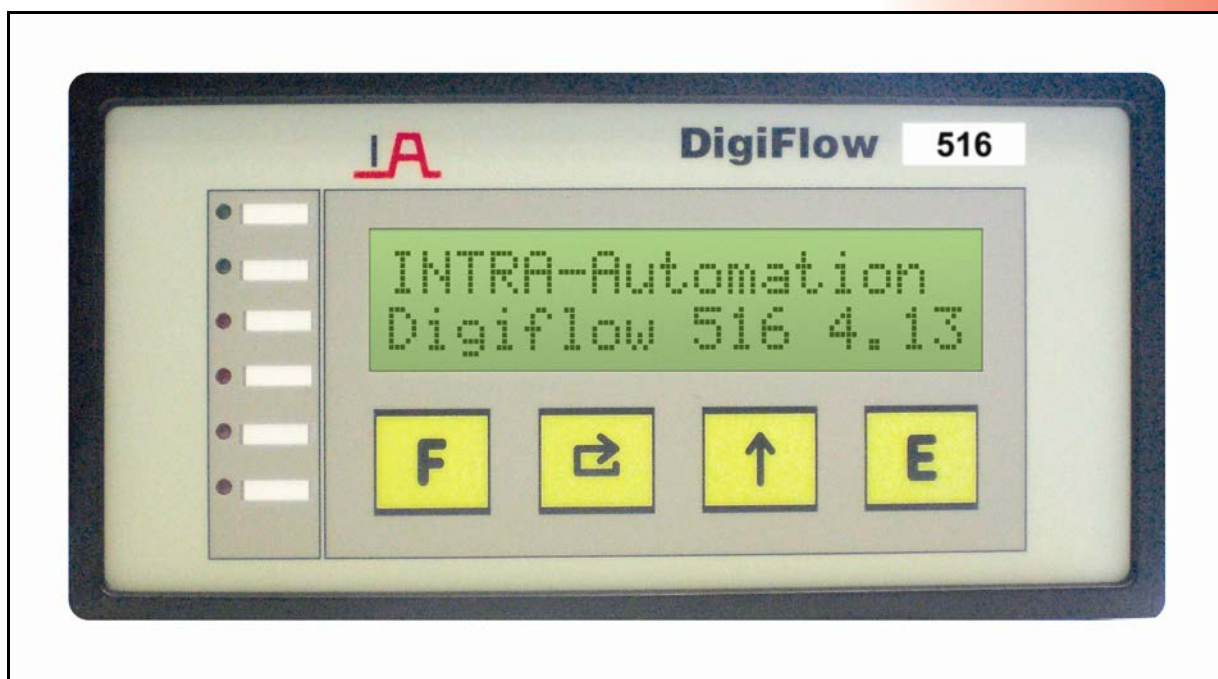 IA
DigiFlow 516
INTRA-Automation
Digiflow 516 4.13
F
E